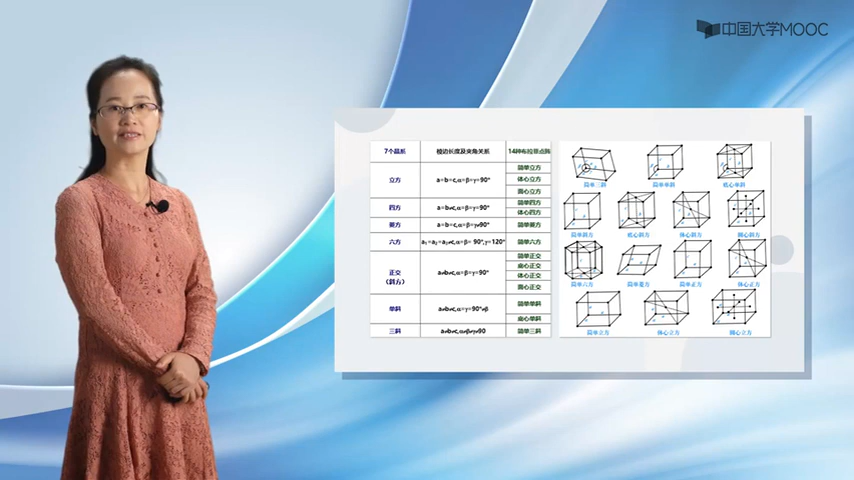 中国大学MOOC
7个晶系 棱边长度及夹角关系 14种布拉菲点阵
立方 a=b=c,α=β=γ=90° 简单立方
体心立方
面心立方
四方 a=b≠c,α=β=γ=90° 简单四方
体心四方
菱方 a=b=c,α=β=γ≠90° 简单菱方
六方 a₁=a₂=a₃≠c,α=β= 90°,γ=120° 简单六方
正交
(斜方) a≠b≠c,α=β=γ=90° 简单正交
底心正交
体心正交
面心正交
单斜 a≠b≠c,α=γ=90°≠β 简单单斜
底心单斜
三斜 a≠b≠c,α≠β≠γ≠90 简单三斜
简单三斜 简单单斜 底心单斜
简单斜方 底心斜方 体心斜方 面心斜方
简单六方 简单菱方 简单正方 体心正方
简单立方 体心立方 面心立方